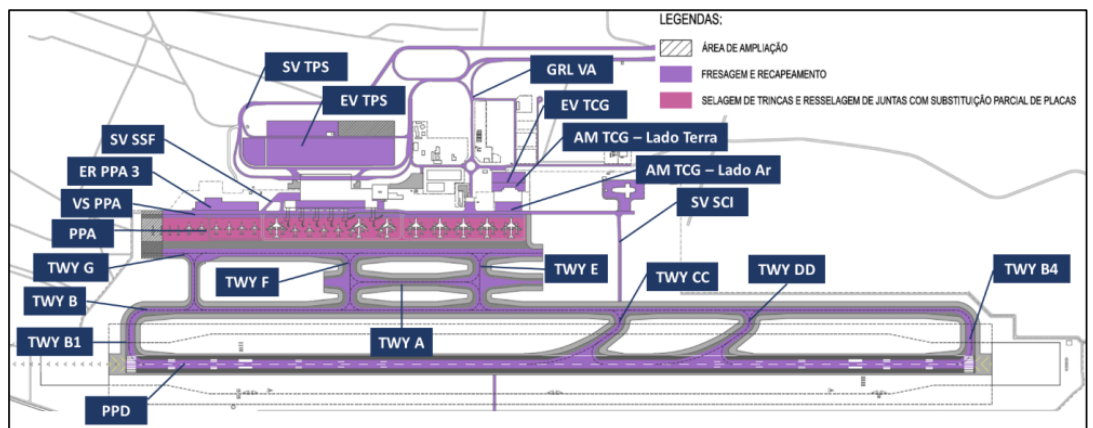 LEGENDAS:
ÁREA DE AMPLIAÇÃO
FRESAGEM E RECAPEAMENTO
SELAGEM DE TRINCAS E RESSELAGEM DE JUNTAS COM SUBSTITUIÇÃO PARCIAL DE PLACAS
SV TPS
GRL VA
EV TPS
EV TCG
SV SSF
AM TCG – Lado Terra
ER PPA 3
AM TCG – Lado Ar
VS PPA
SV SCI
PPA
TWY G
TWY F
TWY E
TWY CC
TWY DD
TWY B4
TWY B
TWY B1
TWY A
PPD